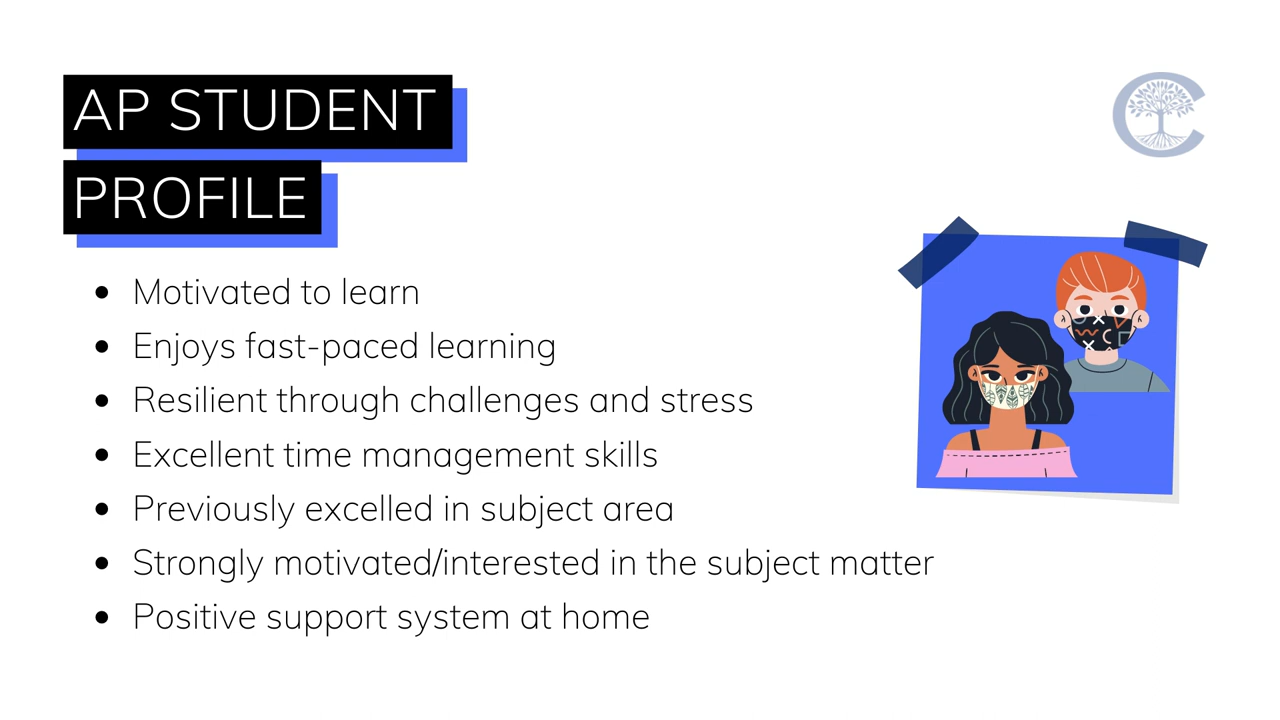 AP STUDENT
PROFILE
Motivated to learn
Enjoys fast-paced learning
Resilient through challenges and stress
Excellent time management skills
Previously excelled in subject area
Strongly motivated/interested in the subject matter
Positive support system at home
C